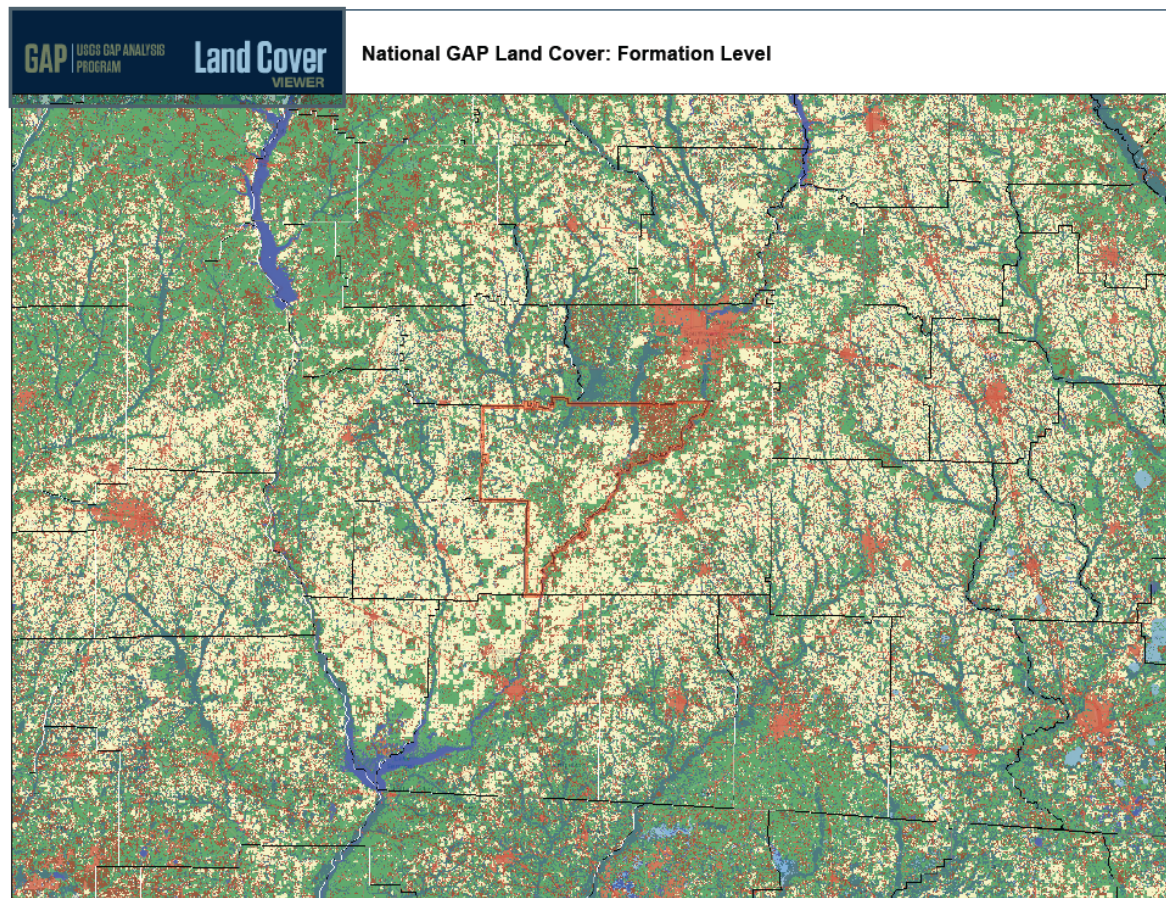 GAP USGS GAP ANALYSIS
PROGRAM
Land Cover
VIEWER
National GAP Land Cover: Formation Level